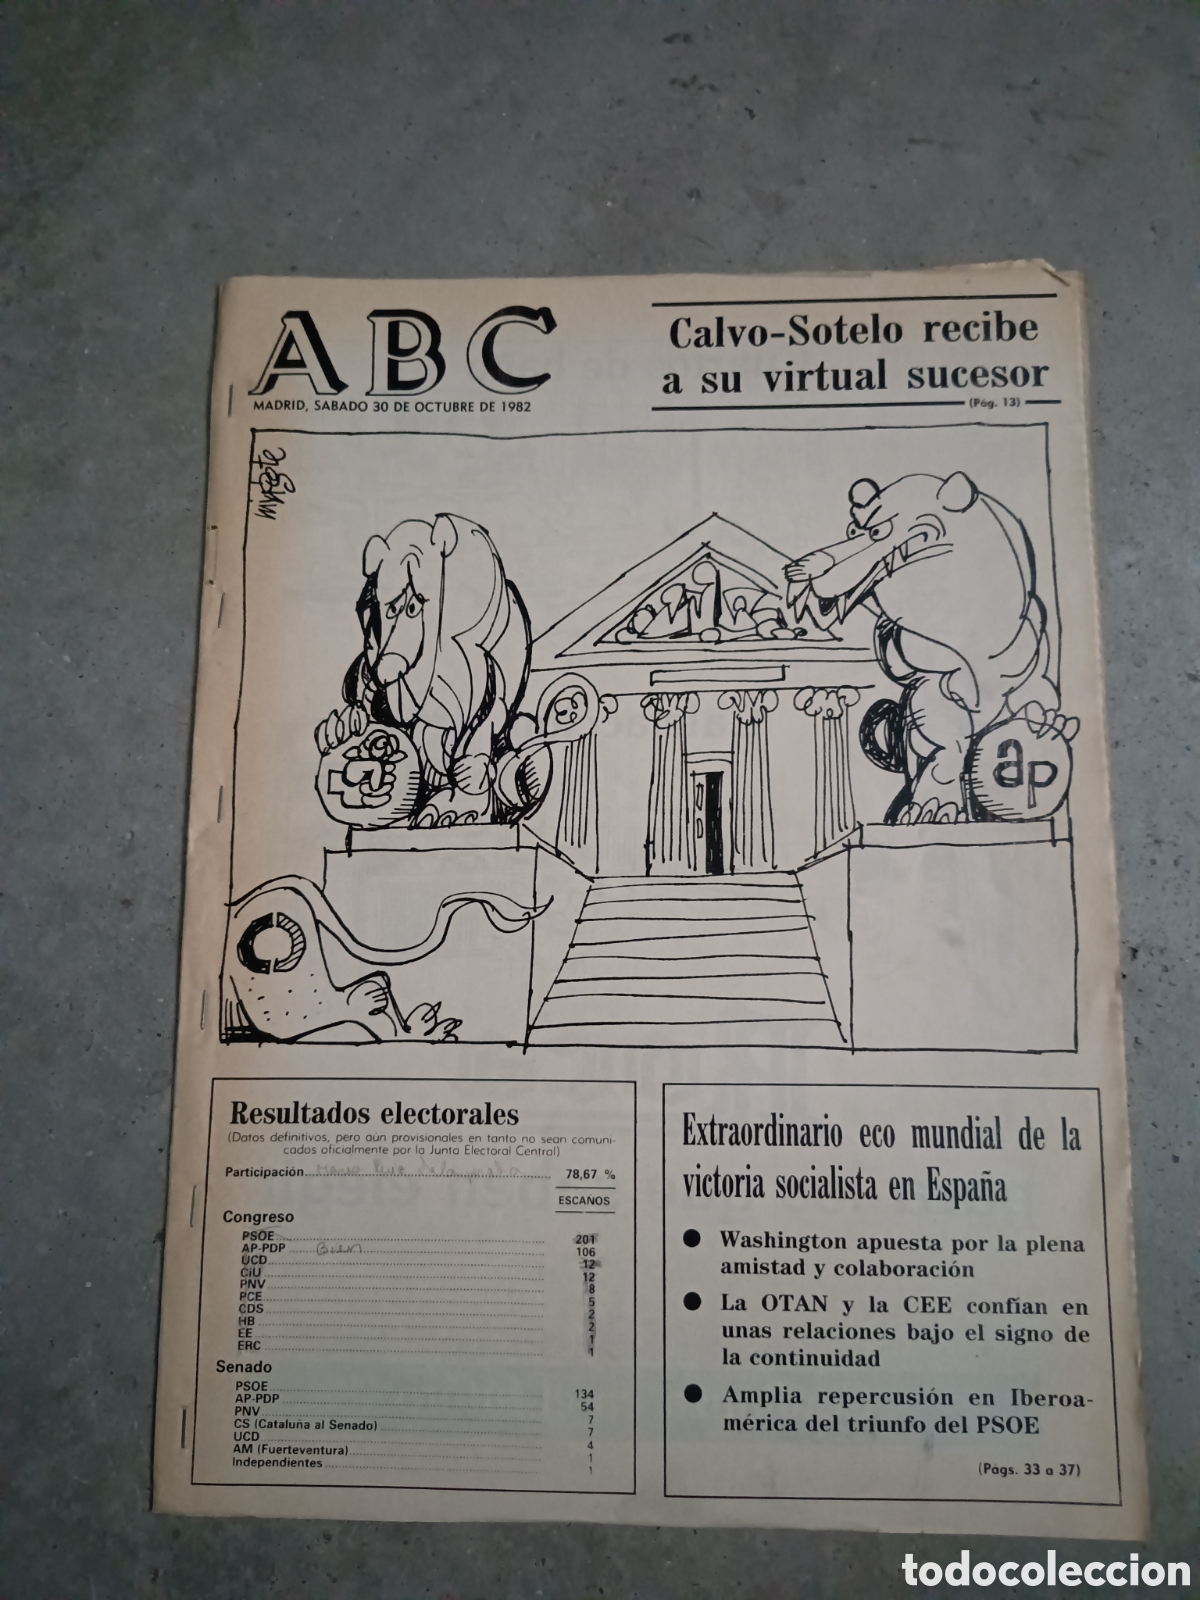 ABC
MADRID, SABADO 30 DE OCTUBRE DE 1982
Calvo-Sotelo recibe
a su virtual sucesor
(Pág. 13)
ap
Resultados electorales
(Datos definitivos, pero aún provisionales en tanto no sean comuni-
cados oficialmente por la Junta Electoral Central)
Participación 78,67 %
ESCAÑOS
Congreso
PSOE 201
AP-PDP Buen 106
UCD 12
CiU 12
PNV 8
PCE 5
CDS 2
HB 2
EE 1
ERC 1
Senado
PSOE 134
AP-PDP 54
PNV 7
CS (Cataluña al Senado) 7
UCD 4
AM (Fuerteventura) 1
Independientes 1
Extraordinario eco mundial de la
victoria socialista en España
● Washington apuesta por la plena
amistad y colaboración
● La OTAN y la CEE confían en
unas relaciones bajo el signo de
la continuidad
● Amplia repercusión en Iberoa-
mérica del triunfo del PSOE
(Págs. 33 a 37)
todocoleccion